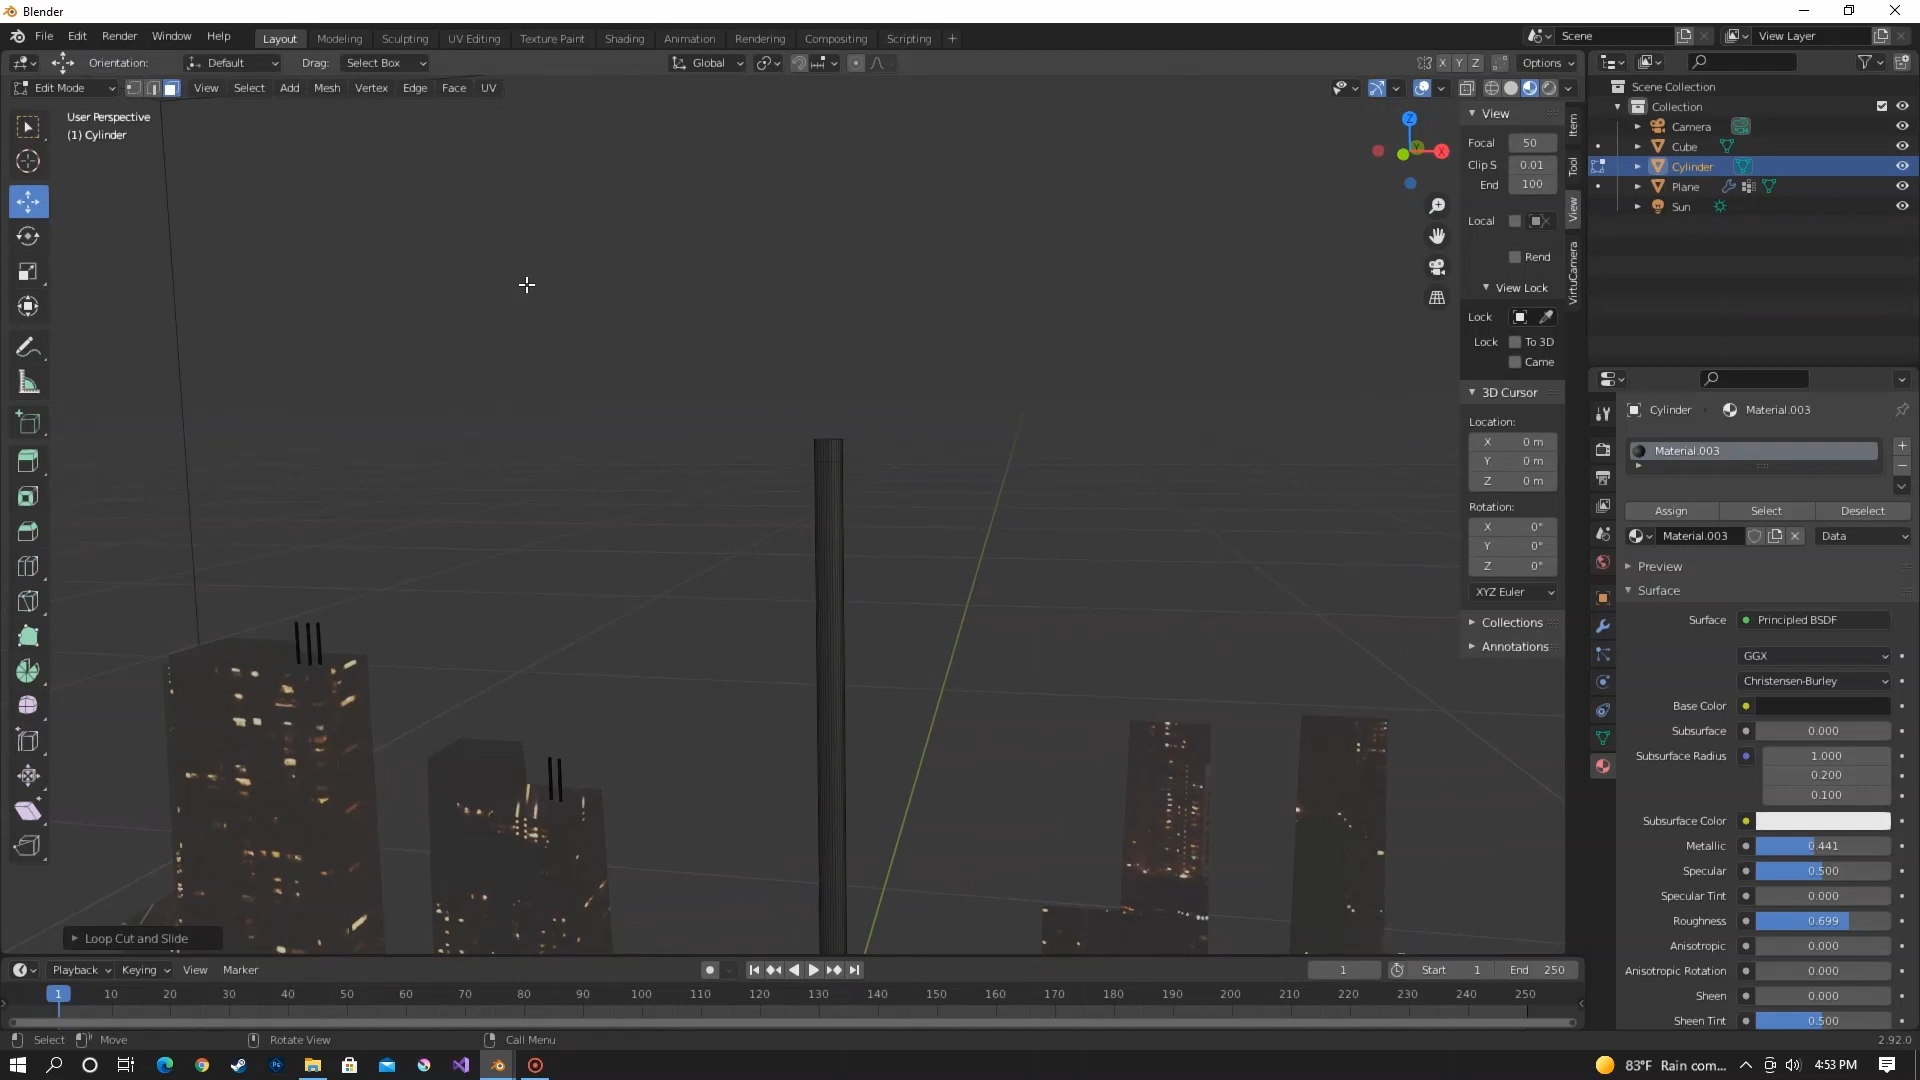 Blender
File Edit Render Window Help
Layout Modeling Sculpting UV Editing Texture Paint Shading Animation Rendering Compositing Scripting +
Scene
View Layer
Orientation: Default Drag: Select Box
Global
X Y Z Options
Edit Mode View Select Add Mesh Vertex Edge Face UV
User Perspective
(1) Cylinder
Z
Y
X
View
Focal 50
Clip S 0.01
End 100
Local
Rend
View Lock
Lock
Lock To 3D
Came
3D Cursor
Location:
X 0 m
Y 0 m
Z 0 m
Rotation:
X 0°
Y 0°
Z 0°
XYZ Euler
Collections
Annotations
Item
Tool
View
VirtuCamera
Scene Collection
Collection
Camera
Cube
Cylinder
Plane
Sun
Cylinder Material.003
Material.003
Assign Select Deselect
Material.003 Data
Preview
Surface
Surface Principled BSDF
GGX
Christensen-Burley
Base Color
Subsurface 0.000
Subsurface Radius 1.000
0.200
0.100
Subsurface Color
Metallic 0.441
Specular 0.500
Specular Tint 0.000
Roughness 0.699
Anisotropic 0.000
Anisotropic Rotation 0.000
Sheen 0.000
Sheen Tint 0.500
Loop Cut and Slide
Playback Keying View Marker
1 Start 1 End 250
1 10 20 30 40 50 60 70 80 90 100 110 120 130 140 150 160 170 180 190 200 210 220 230 240 250
Select Move Rotate View Call Menu
2.92.0
83°F Rain com... 4:53 PM